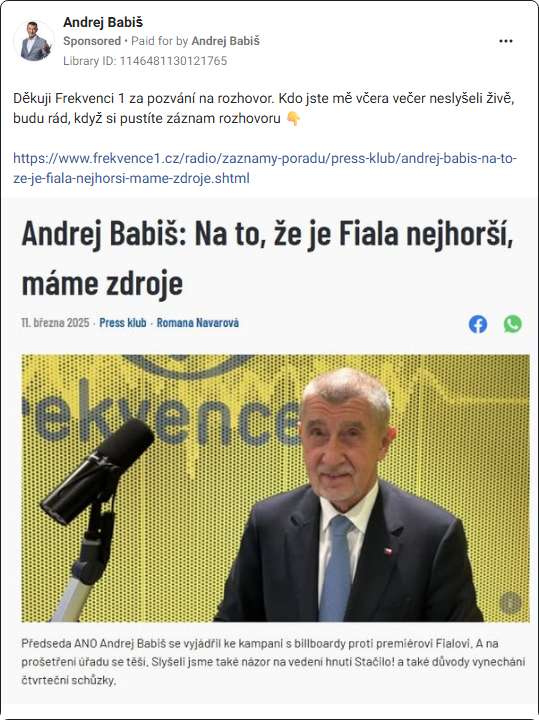 Andrej Babiš
Sponsored • Paid for by Andrej Babiš
Library ID: 1146481130121765
Děkuji Frekvenci 1 za pozvání na rozhovor. Kdo jste mě včera večer neslyšeli živě,
budu rád, když si pustíte záznam rozhovoru 👇
https://www.frekvence1.cz/radio/zaznamy-poradu/press-klub/andrej-babis-na-to-
ze-je-fiala-nejhorsi-mame-zdroje.shtml
Andrej Babiš: Na to, že je Fiala nejhorší,
máme zdroje
11. března 2025 · Press klub · Romana Navarová
frekvence
Předseda ANO Andrej Babiš se vyjádřil ke kampani s billboardy proti premiérovi Fialovi. A na
prošetření úřadu se těší. Slyšeli jsme také názor na vedení hnutí Stačilo! a také důvody vynechání
čtvrteční schůzky.